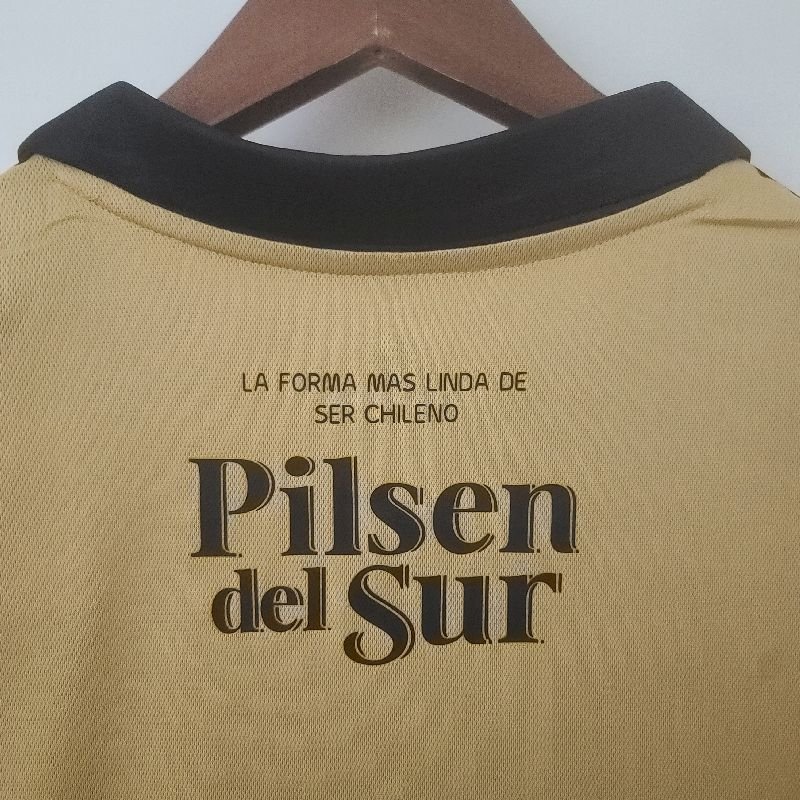 LA FORMA MAS LINDA DE
SER CHILENO
Pilsen
del Sur